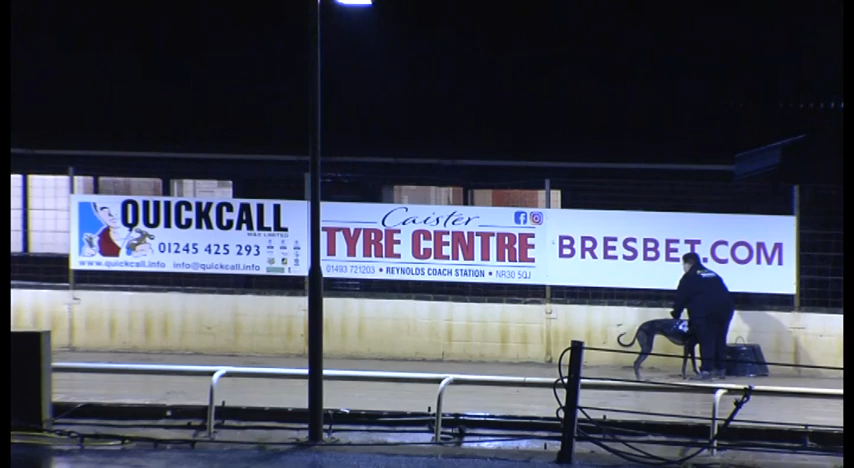 QUICKCALL
M&E LIMITED
01245 425 293
www.quickcall.info info@quickcall.info
Caister
TYRE CENTRE
01493 721203 • REYNOLDS COACH STATION • NR30 5QJ
BRESBET.COM